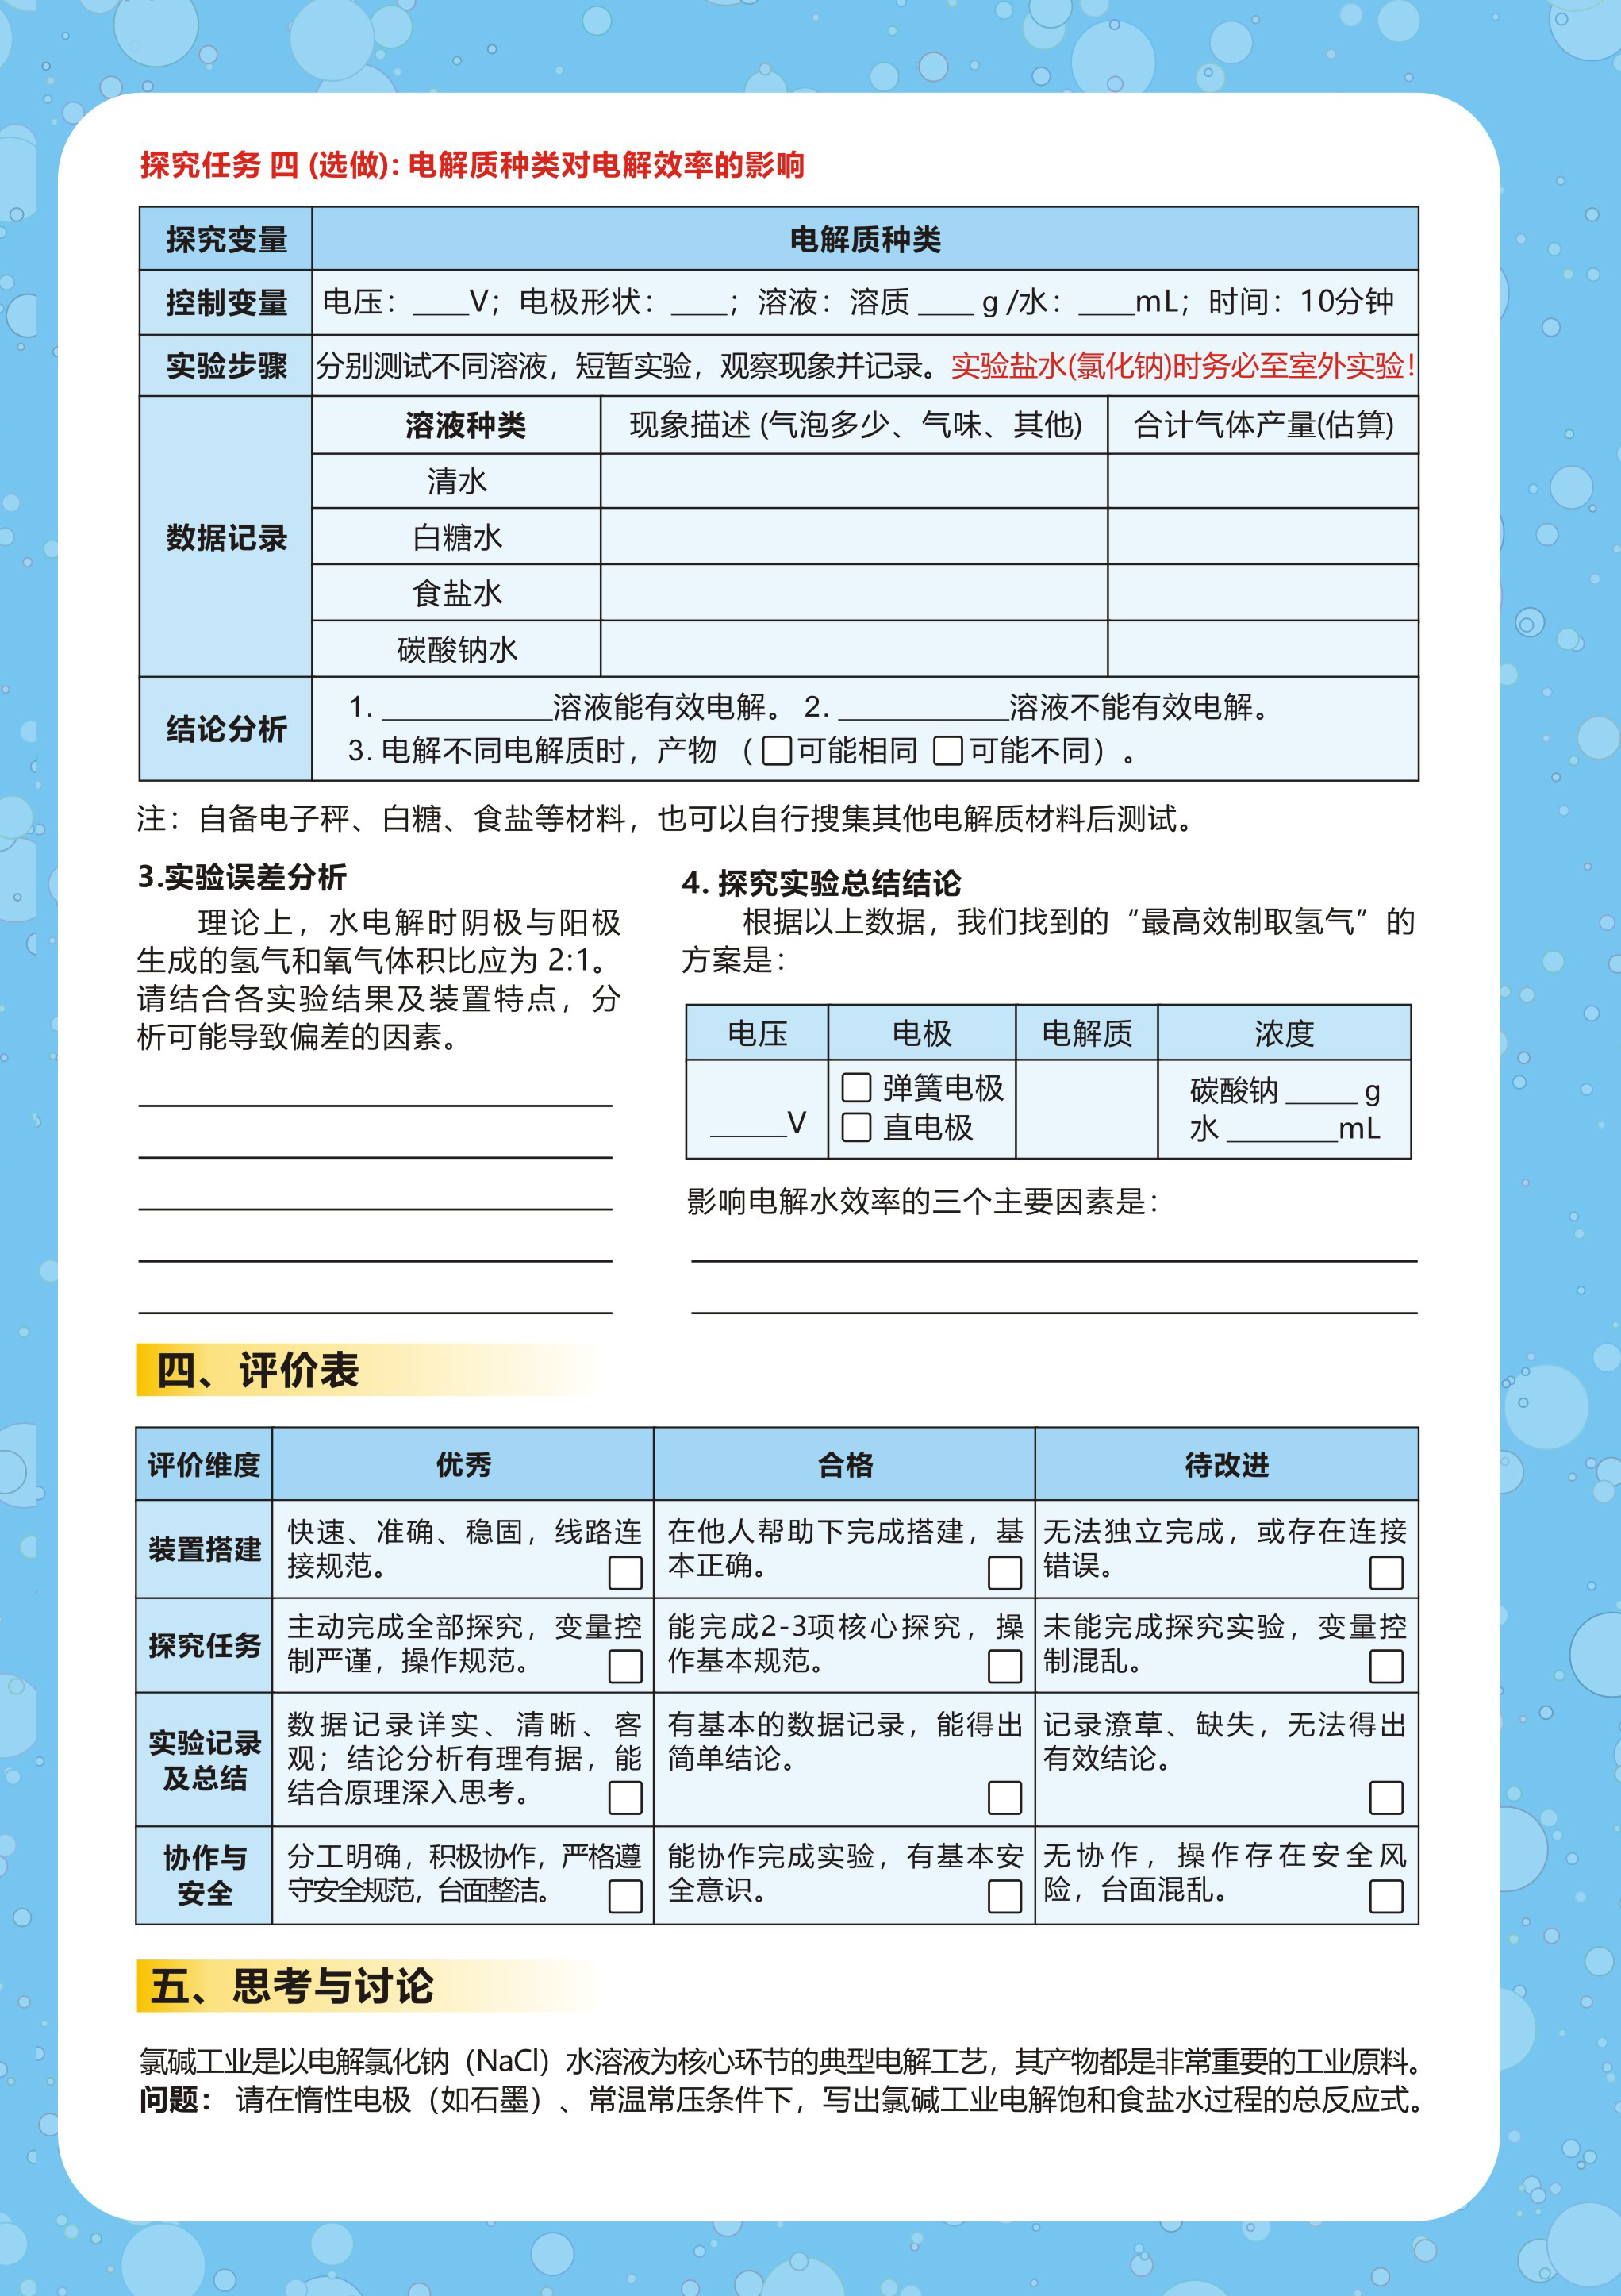 探究任务 四 (选做): 电解质种类对电解效率的影响
探究变量 电解质种类
控制变量 电压：____V；电极形状：____；溶液：溶质 ____ g /水：____mL；时间：10分钟
实验步骤 分别测试不同溶液，短暂实验，观察现象并记录。实验盐水(氯化钠)时务必至室外实验!
数据记录
溶液种类 现象描述 (气泡多少、气味、其他) 合计气体产量(估算)
清水
白糖水
食盐水
碳酸钠水
结论分析
1. ____________溶液能有效电解。 2. ____________溶液不能有效电解。
3. 电解不同电解质时，产物 （ □可能相同 □可能不同）。
注：自备电子秤、白糖、食盐等材料，也可以自行搜集其他电解质材料后测试。
3.实验误差分析
理论上，水电解时阴极与阳极
生成的氢气和氧气体积比应为 2:1。
请结合各实验结果及装置特点，分
析可能导致偏差的因素。
4. 探究实验总结结论
根据以上数据，我们找到的“最高效制取氢气”的
方案是：
电压 电极 电解质 浓度
_____V
□ 弹簧电极
□ 直电极
碳酸钠 _____ g
水 ________mL
影响电解水效率的三个主要因素是：
四、评价表
评价维度 优秀 合格 待改进
装置搭建
快速、准确、稳固，线路连
接规范。 □
在他人帮助下完成搭建，基
本正确。 □
无法独立完成，或存在连接
错误。 □
探究任务
主动完成全部探究，变量控
制严谨，操作规范。 □
能完成2-3项核心探究，操
作基本规范。 □
未能完成探究实验，变量控
制混乱。 □
实验记录
及总结
数据记录详实、清晰、客
观；结论分析有理有据，能
结合原理深入思考。 □
有基本的数据记录，能得出
简单结论。 □
记录潦草、缺失，无法得出
有效结论。 □
协作与
安全
分工明确，积极协作，严格遵
守安全规范，台面整洁。 □
能协作完成实验，有基本安
全意识。 □
无协作，操作存在安全风
险，台面混乱。 □
五、思考与讨论
氯碱工业是以电解氯化钠（NaCl）水溶液为核心环节的典型电解工艺，其产物都是非常重要的工业原料。
问题： 请在惰性电极（如石墨）、常温常压条件下，写出氯碱工业电解饱和食盐水过程的总反应式。